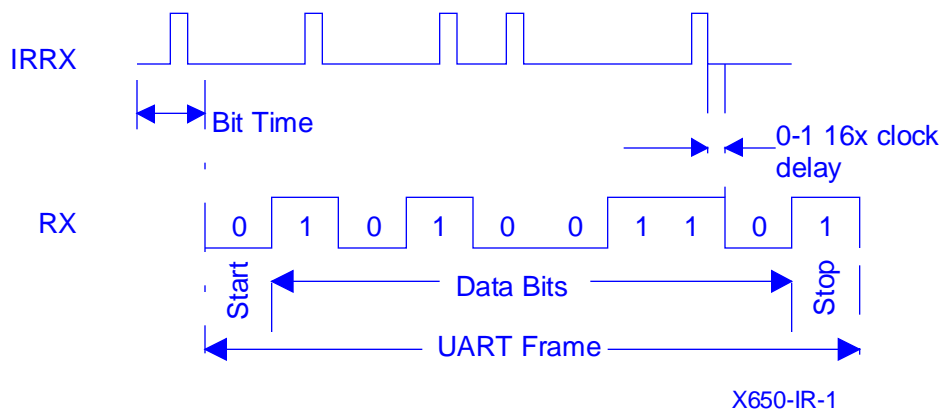 IRRX
Bit Time
0-1 16x clock
delay
RX
0 1 0 1 0 0 1 1 0 1
Start
Data Bits
Stop
UART Frame
X650-IR-1